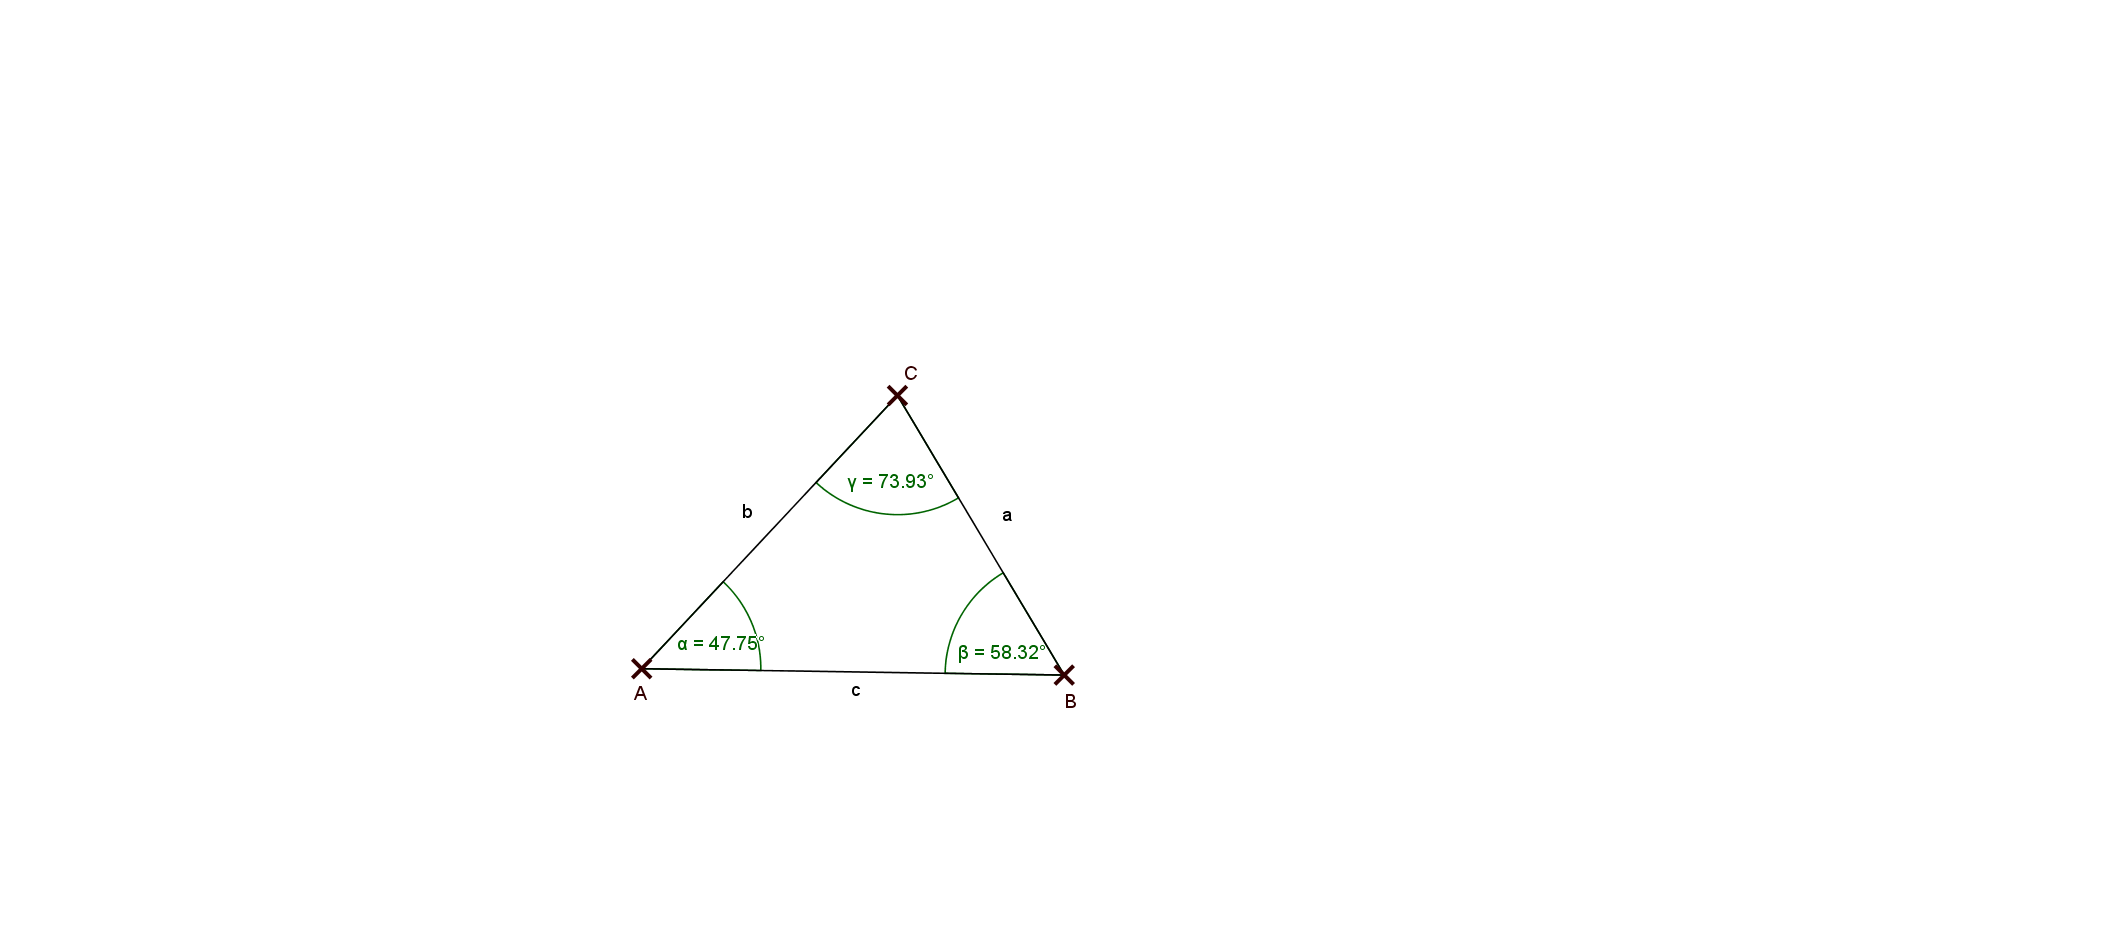 C
γ = 73.93°
b
a
α = 47.75°
β = 58.32°
A
c
B